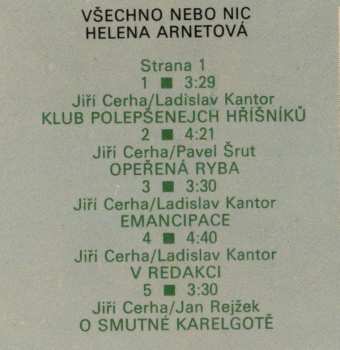 VŠECHNO NEBO NIC
HELENA ARNETOVÁ
Strana 1
1 ■ 3:29
Jiří Cerha/Ladislav Kantor
KLUB POLEPŠENEJCH HŘÍŠNÍKŮ
2 ■ 4:21
Jiří Cerha/Pavel Šrut
OPEŘENÁ RYBA
3 ■ 3:30
Jiří Cerha/Ladislav Kantor
EMANCIPACE
4 ■ 4:40
Jiří Cerha/Ladislav Kantor
V REDAKCI
5 ■ 3:30
Jiří Cerha/Jan Rejžek
O SMUTNÉ KARELGOTĚ